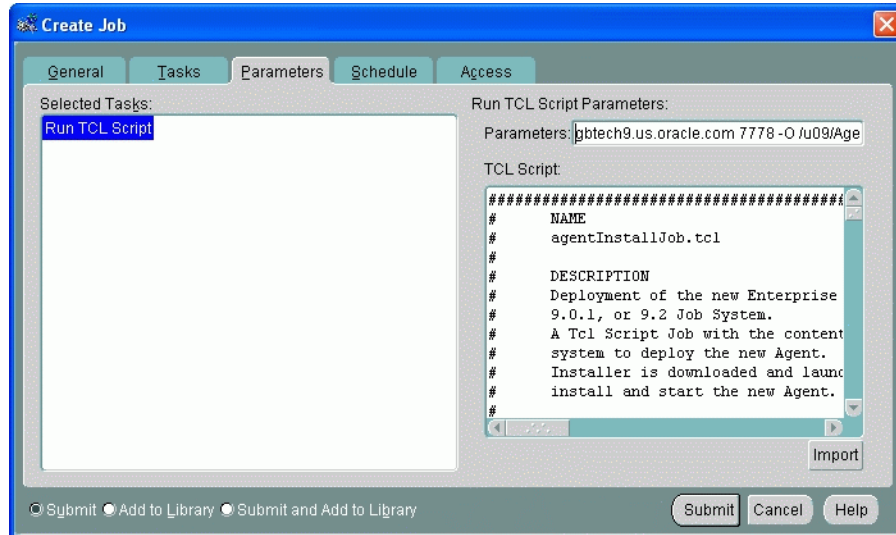 Create Job
General Tasks Parameters Schedule Access
Selected Tasks:
Run TCL Script
Run TCL Script Parameters:
Parameters: gbtech9.us.oracle.com 7778 -O /u09/Age
TCL Script:
########################################
# NAME
# agentInstallJob.tcl
#
# DESCRIPTION
# Deployment of the new Enterprise
# 9.0.1, or 9.2 Job System.
# A Tcl Script Job with the content
# system to deploy the new Agent.
# Installer is downloaded and launc
# install and start the new Agent.
#
Import
Submit Add to Library Submit and Add to Library
Submit Cancel Help